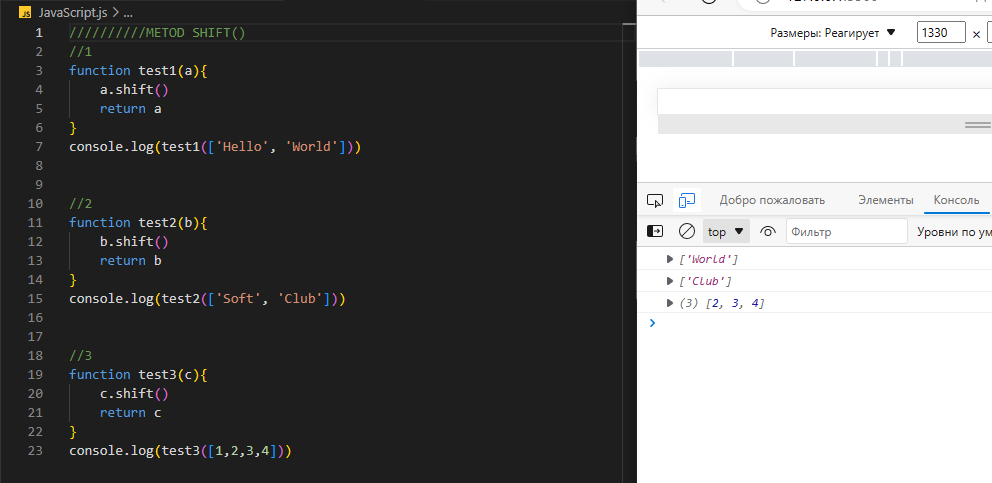 JavaScript.js > ...
1 //////////METOD SHIFT()
2 //1
3 function test1(a){
4 a.shift()
5 return a
6 }
7 console.log(test1(['Hello', 'World']))
8
9
10 //2
11 function test2(b){
12 b.shift()
13 return b
14 }
15 console.log(test2(['Soft', 'Club']))
16
17
18 //3
19 function test3(c){
20 c.shift()
21 return c
22 }
23 console.log(test3([1,2,3,4]))
Размеры: Реагирует ▼ 1330 ×
Добро пожаловать Элементы Консоль
top ▼ Фильтр Уровни по
▶ ['World']
▶ ['Club']
▶ (3) [2, 3, 4]
>